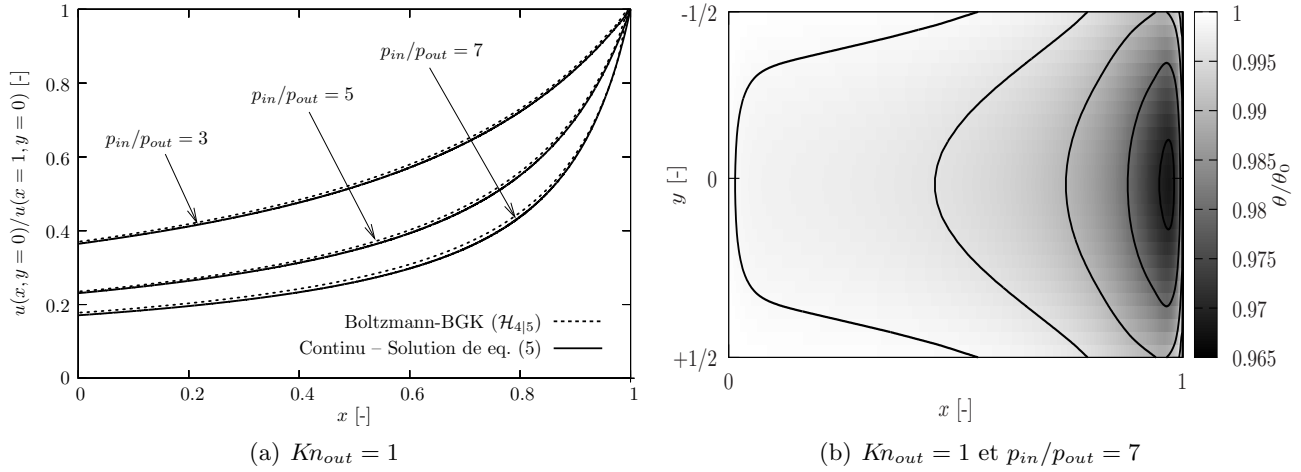 u(x, y = 0)/u(x = 1, y = 0) [-]
1
0.8
0.6
0.4
0.2
0
p_in/p_out = 7
p_in/p_out = 5
p_in/p_out = 3
Boltzmann-BGK (ℋ_4|5)
Continu – Solution de eq. (5)
0 0.2 0.4 0.6 0.8 1
x [-]
(a) Kn_out = 1
-1/2
0
+1/2
y [-]
0 1
x [-]
1
0.995
0.99
0.985
0.98
0.975
0.97
0.965
θ/θ_0
(b) Kn_out = 1 et p_in/p_out = 7